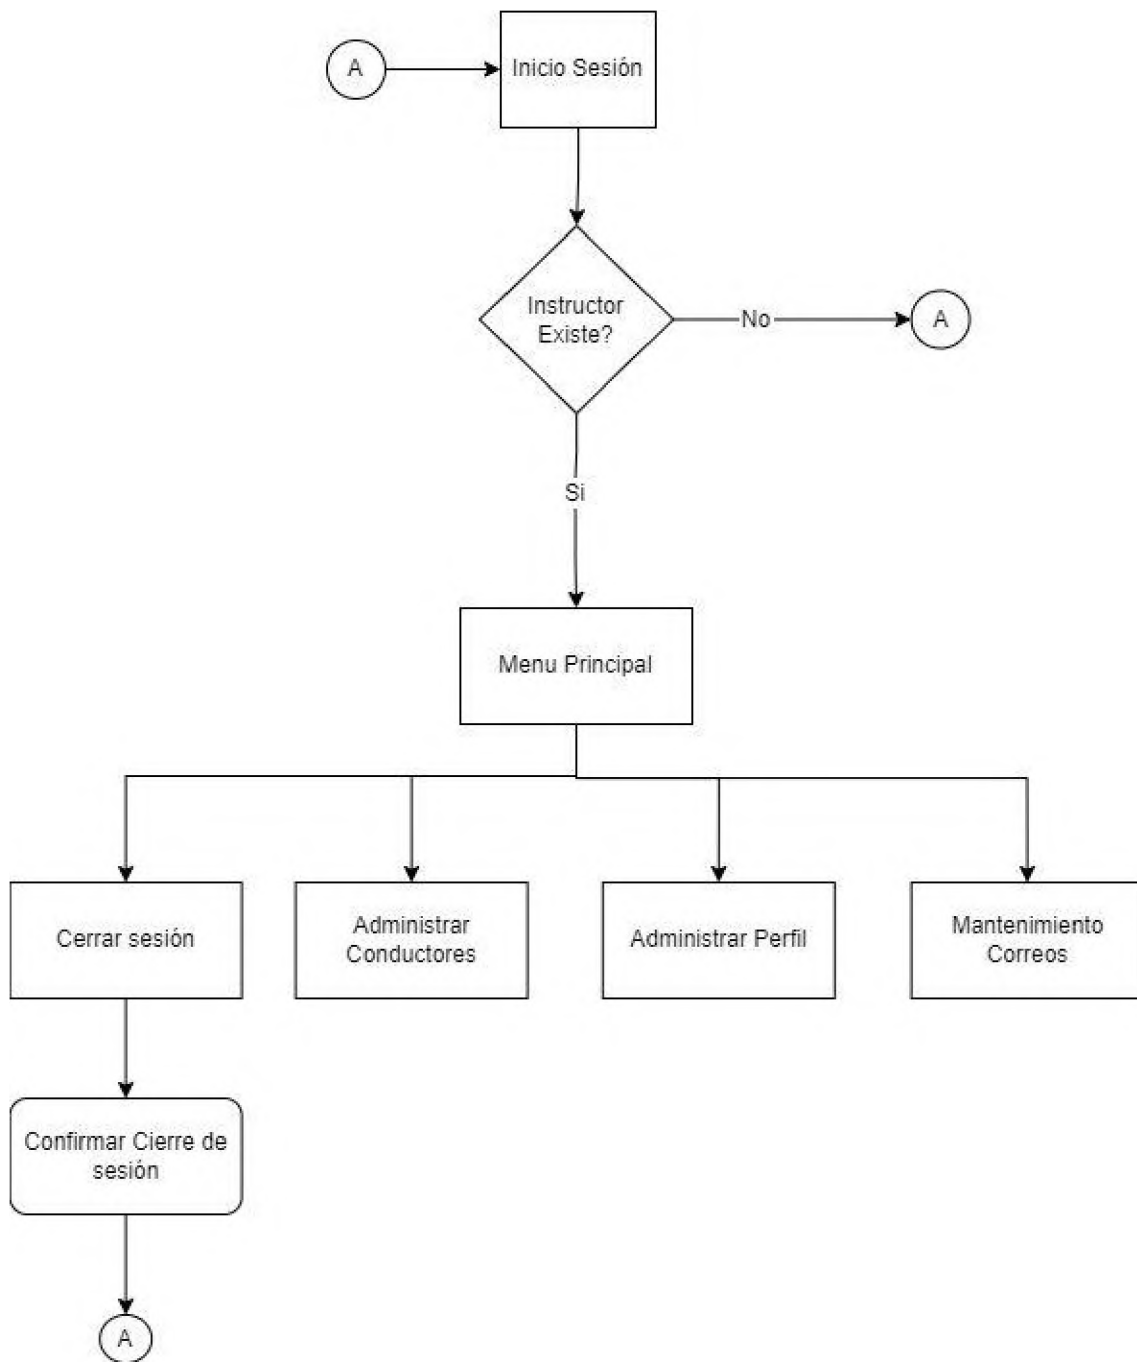 A
Inicio Sesión
Instructor
Existe?
No
A
Si
Menu Principal
Cerrar sesión
Administrar
Conductores
Administrar Perfil
Mantenimiento
Correos
Confirmar Cierre de
sesión
A